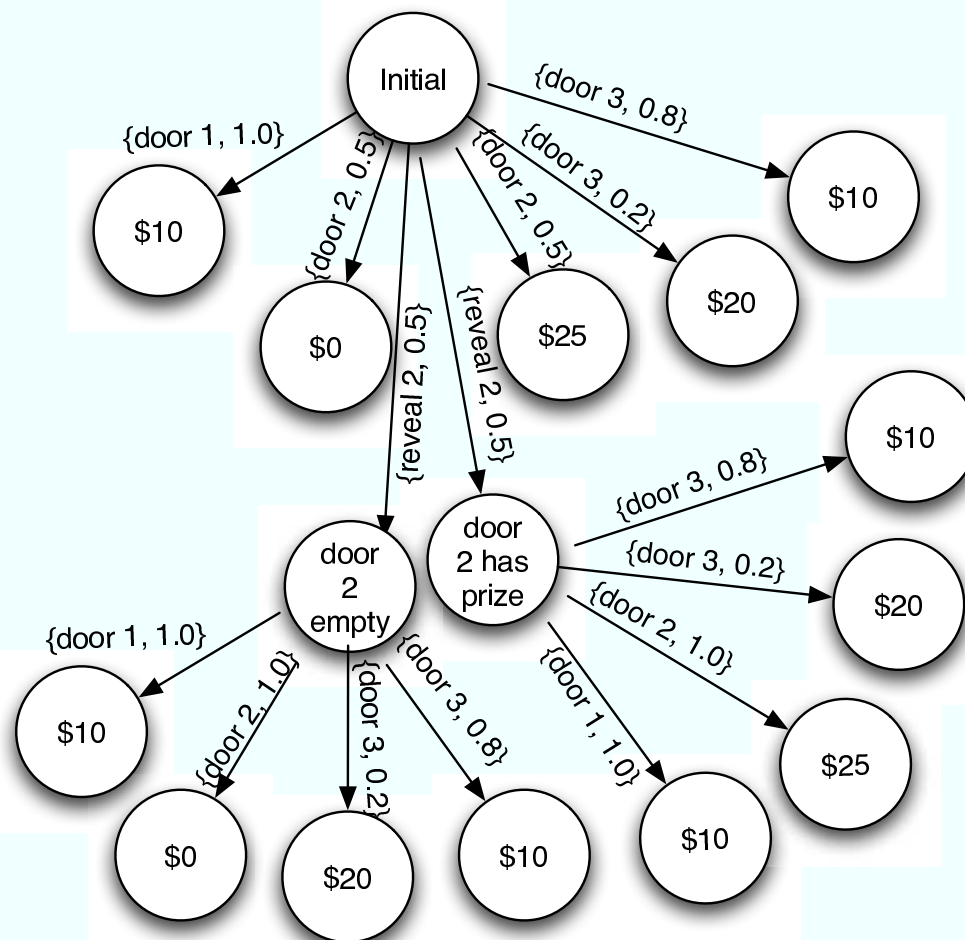 Initial
{door 3, 0.8}
{door 1, 1.0}
{door 2, 0.5}
{door 2, 0.5}
{door 3, 0.2}
$10
$10
$0
$25
$20
{reveal 2, 0.5}
{reveal 2, 0.5}
$10
{door 3, 0.8}
door
2 has
prize
door
2
empty
{door 3, 0.2}
$20
{door 2, 1.0}
{door 1, 1.0}
{door 1, 1.0}
{door 2, 1.0}
{door 3, 0.2}
{door 3, 0.8}
$10
$25
$0
$20
$10
$10